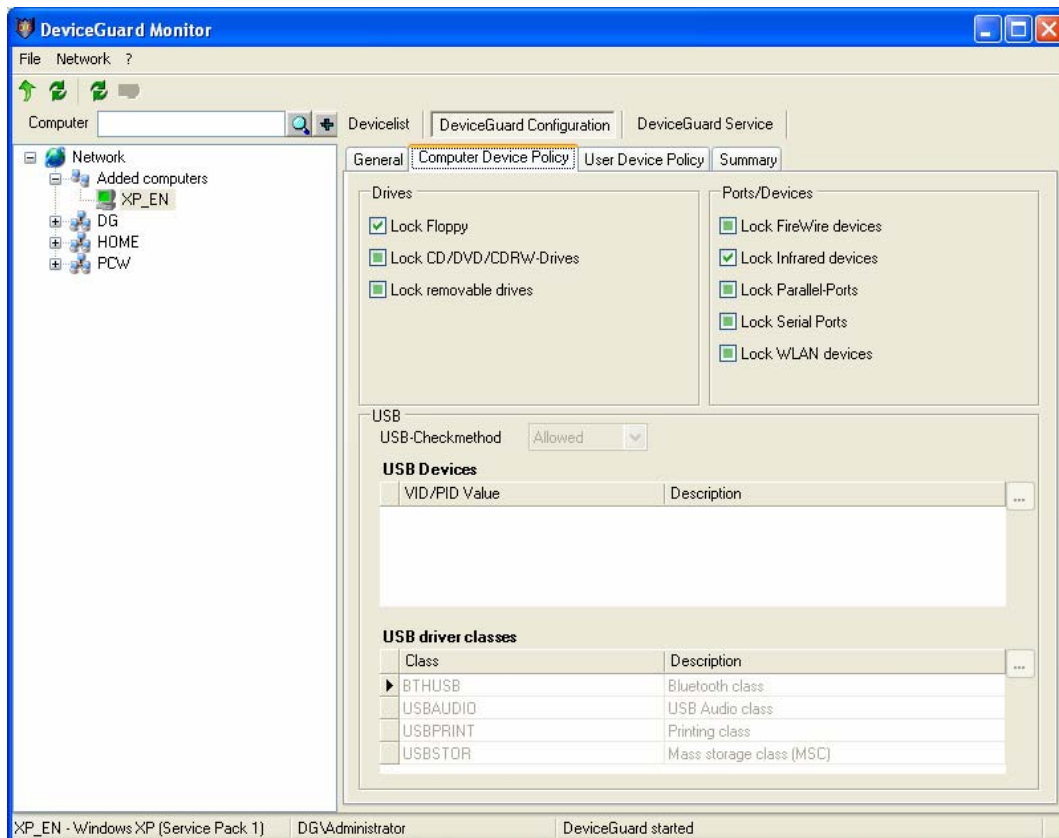 DeviceGuard Monitor
File Network ?
Computer
Devicelist DeviceGuard Configuration DeviceGuard Service
Network
Added computers
XP_EN
DG
HOME
PCW
General Computer Device Policy User Device Policy Summary
Drives
Lock Floppy
Lock CD/DVD/CDRW-Drives
Lock removable drives
Ports/Devices
Lock FireWire devices
Lock Infrared devices
Lock Parallel-Ports
Lock Serial Ports
Lock WLAN devices
USB
USB-Checkmethod Allowed
USB Devices
VID/PID Value Description
...
USB driver classes
Class Description
...
BTHUSB Bluetooth class
USBAUDIO USB Audio class
USBPRINT Printing class
USBSTOR Mass storage class (MSC)
XP_EN - Windows XP (Service Pack 1) DG\Administrator DeviceGuard started